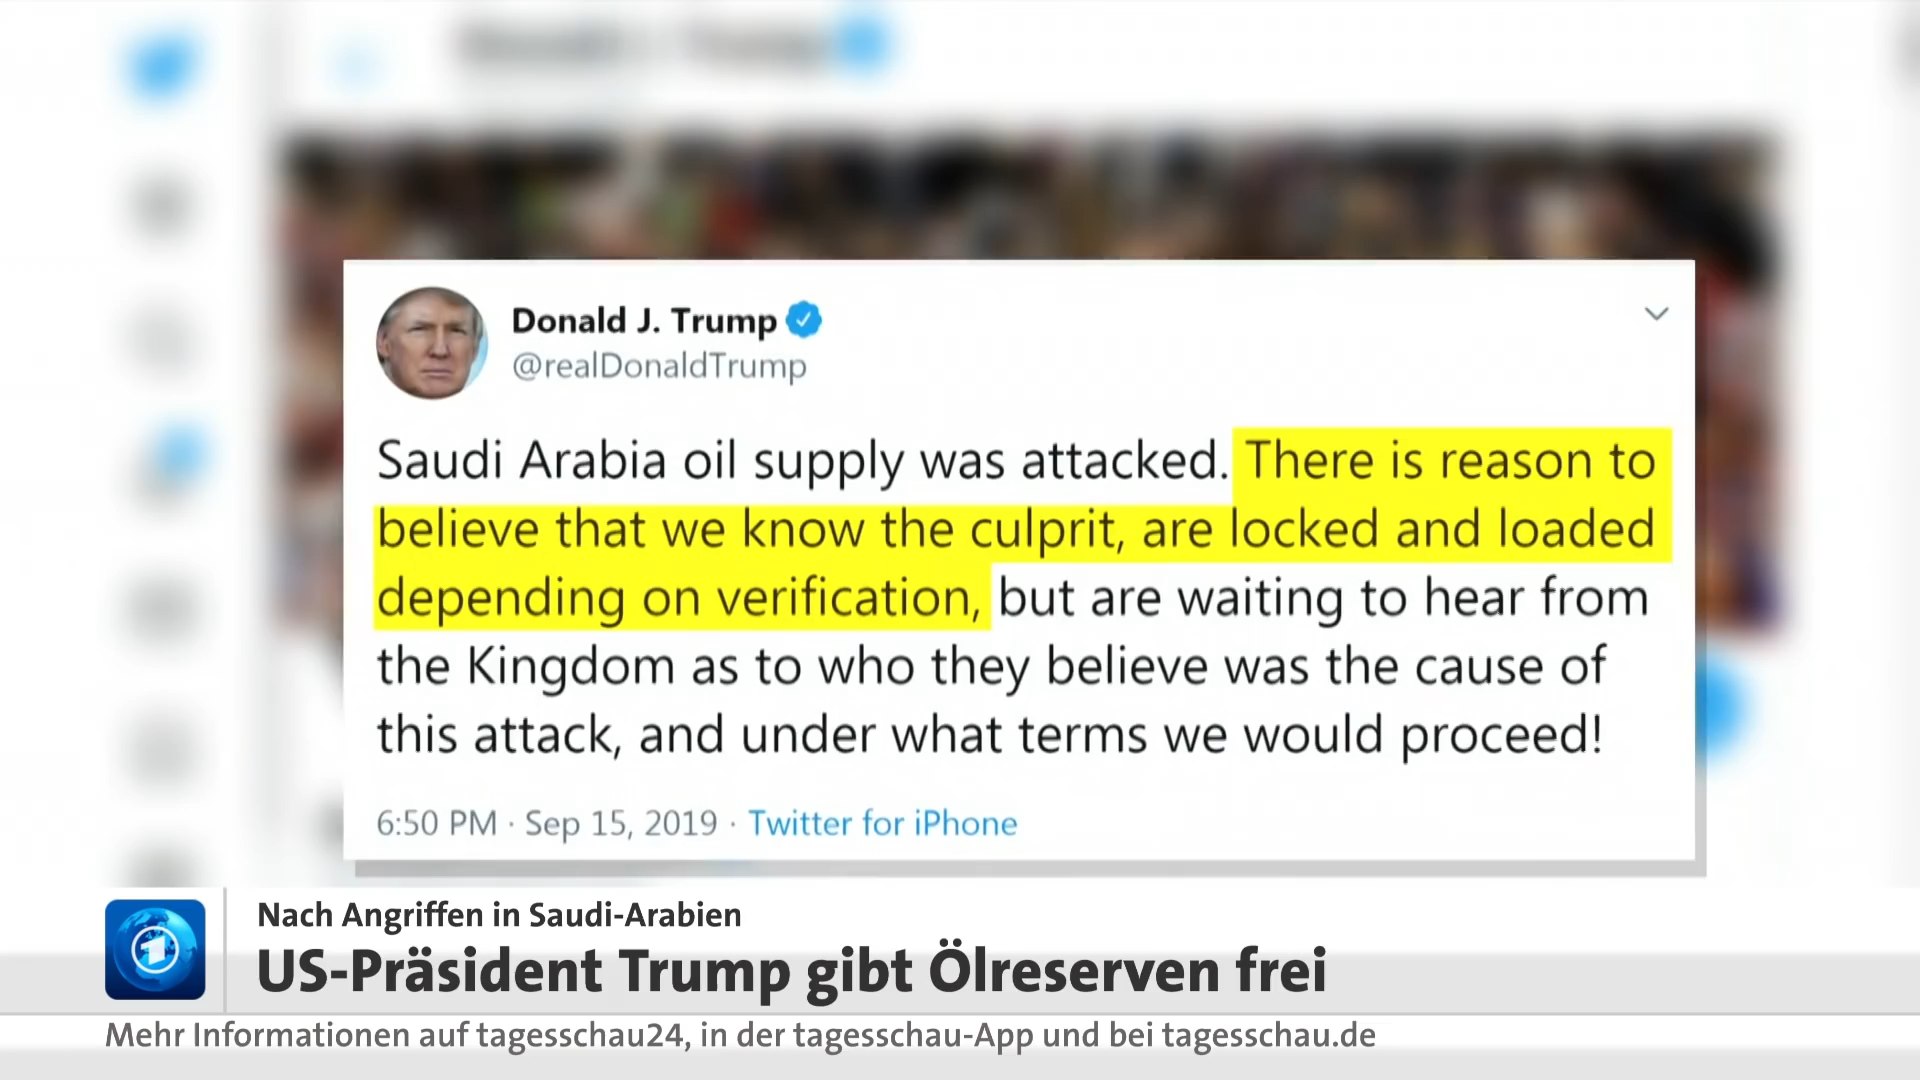 Donald J. Trump
@realDonaldTrump
Saudi Arabia oil supply was attacked. There is reason to
believe that we know the culprit, are locked and loaded
depending on verification, but are waiting to hear from
the Kingdom as to who they believe was the cause of
this attack, and under what terms we would proceed!
6:50 PM · Sep 15, 2019 · Twitter for iPhone
1
Nach Angriffen in Saudi-Arabien
US-Präsident Trump gibt Ölreserven frei
Mehr Informationen auf tagesschau24, in der tagesschau-App und bei tagesschau.de